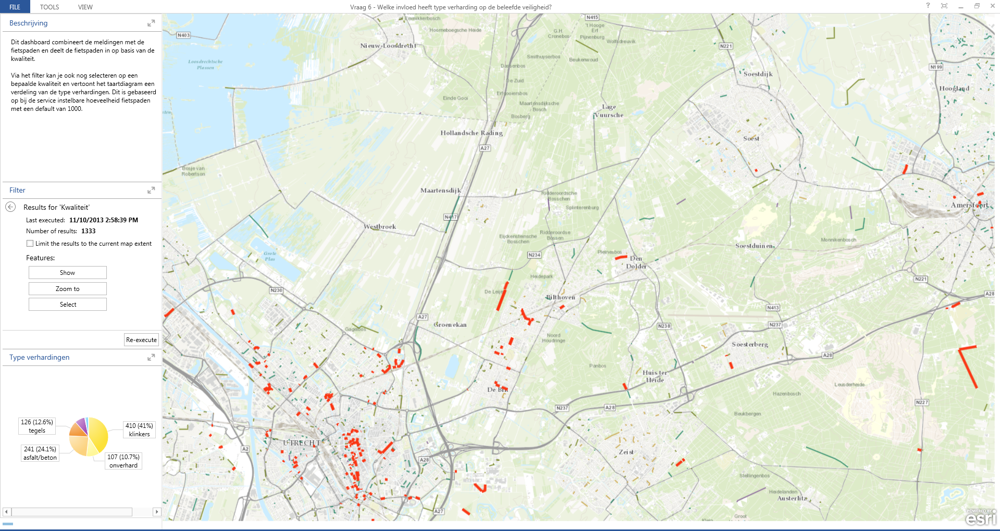 FILE
TOOLS
VIEW
Vraag 6 - Welke invloed heeft type verharding op de beleefde veiligheid?
?
Beschrijving
Dit dashboard combineert de meldingen met de
fietspaden en deelt de fietspaden in op basis van de
kwaliteit.
Via het filter kan je ook nog selecteren op een
bepaalde kwaliteit en vertoont het taartdiagram een
verdeling van de type verhardingen. Dit is gebaseerd
op bij de service instelbare hoeveelheid fietspaden
met een default van 1000.
Filter
Results for 'Kwaliteit'
Last executed: 11/10/2013 2:58:39 PM
Number of results: 1333
Limit the results to the current map extent
Features:
Show
Zoom to
Select
Re-execute
Type verhardingen
126 (12.6%)
tegels
410 (41%)
klinkers
241 (24.1%)
asfalt/beton
107 (10.7%)
onverhard
Emmikkerbosch
N415
't Hooge
Erf
Pijnenburg
Hoorneboegsche Heide
G.H.
Cronebos
Wolfsdreuvik
N403
Nieuw-Loosdrecht
N221
Smithuyserbos
Beukenwoud
Loosdrechtsche
Plassen
Dassenbos
N199
Soestdijk
De Zuid
Hoogland
Erfgooiersbos
Einde Gooi
Maartensdijksche
Bosch
Lage
Vuursche
Bosberg
Hollandsche Rading
Soest
A27
Bosje van
Robertson
Maartensdijk
Ridderoordsche
Bosschen
Splinterenburg
Amersfoort
N417
Westbroek
Ridderoordse
Bossen
Eijckensteinsche
Bosschen
Monnikenbosch
Soestduinen
Grote
Plas
Pleinesbos
N234
Den
Dolder
Heidepark
N221
N230
De Leijen
Bilthoven
A28
N413
A27
Groenekan
N238
N237
Gagelbos
Noord
Houdringe
Soesterberg
A28
Panbos
Huis ter
Heide
De Bilt
Leusderheide
Hazenbosch
N227
N237
A28
Beukbergen
UTRECHT
A2
Zeist
A28
Stellingenbos
Heidelanden
Austerlitz
A27
Groot
POWERED BY
esri